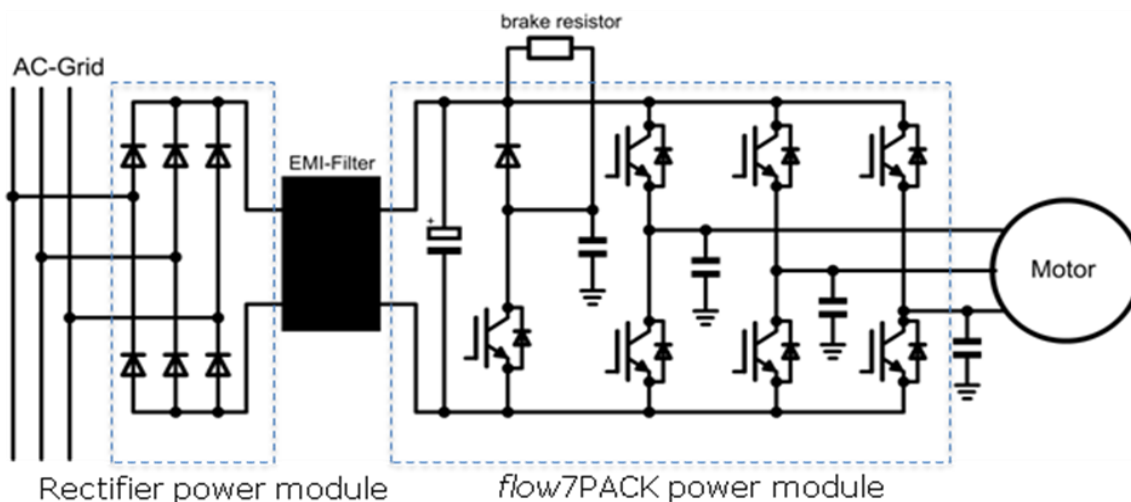 brake resistor
AC-Grid
EMI-Filter
+
Motor
Rectifier power module
flow7PACK power module